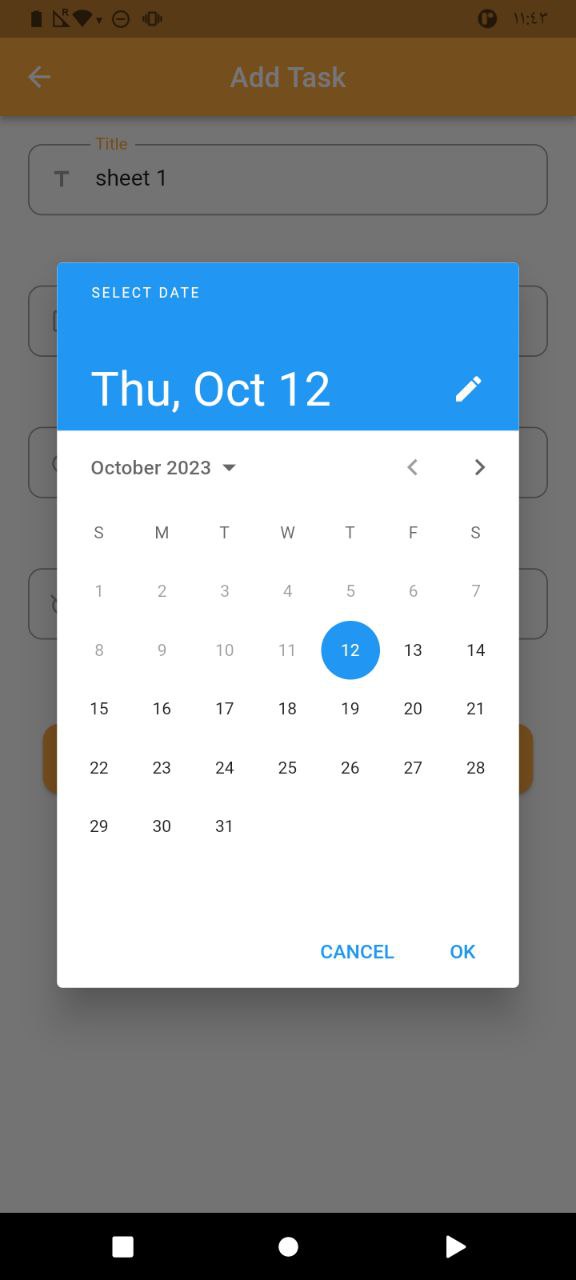 R ١١:٤٣
Add Task
Title
sheet 1
SELECT DATE
Thu, Oct 12
October 2023
S M T W T F S
1 2 3 4 5 6 7
8 9 10 11 12 13 14
15 16 17 18 19 20 21
22 23 24 25 26 27 28
29 30 31
CANCEL OK